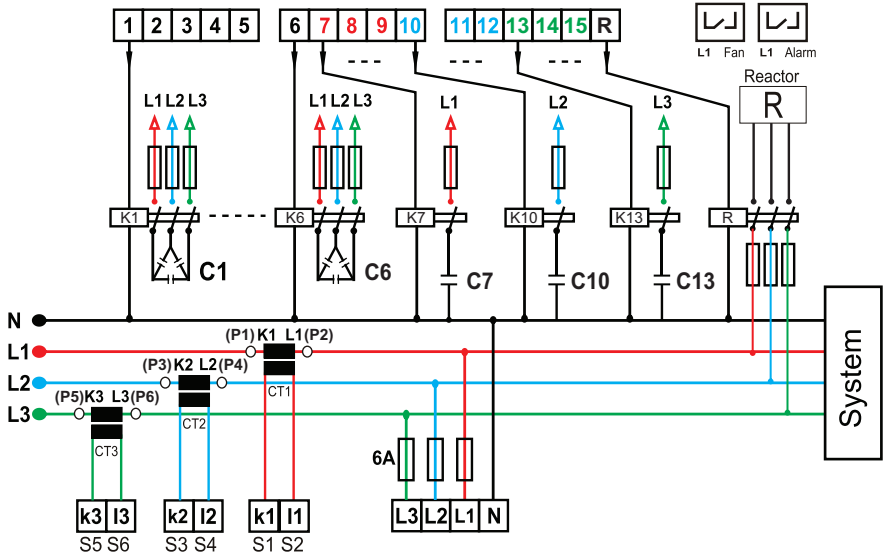 1 2 3 4 5
6 7 8 9 10
11 12 13 14 15 R
L1 Fan
L1 Alarm
Reactor
R
L1 L2 L3
L1 L2 L3
L1
L2
L3
K1
K6
K7
K10
K13
R
C1
C6
C7
C10
C13
N
L1
L2
L3
(P1) K1 L1 (P2)
CT1
(P3) K2 L2 (P4)
CT2
(P5) K3 L3 (P6)
CT3
System
6A
k3 l3
S5 S6
k2 l2
S3 S4
k1 l1
S1 S2
L3 L2 L1 N